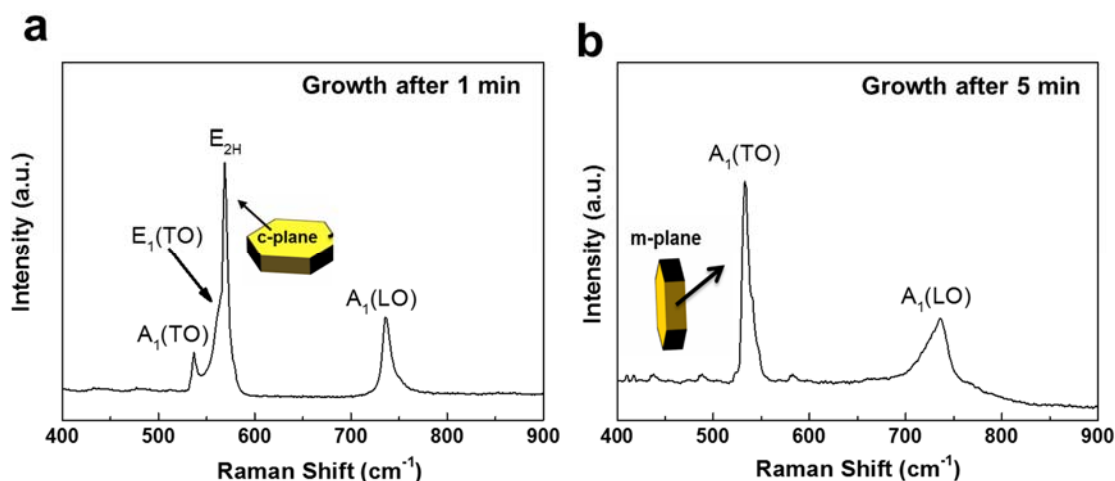 a
Growth after 1 min
E₂H
c-plane
E₁(TO)
A₁(TO)
A₁(LO)
Intensity (a.u.)
400 500 600 700 800 900
Raman Shift (cm⁻¹)
b
Growth after 5 min
A₁(TO)
m-plane
A₁(LO)
Intensity (a.u.)
400 500 600 700 800 900
Raman Shift (cm⁻¹)